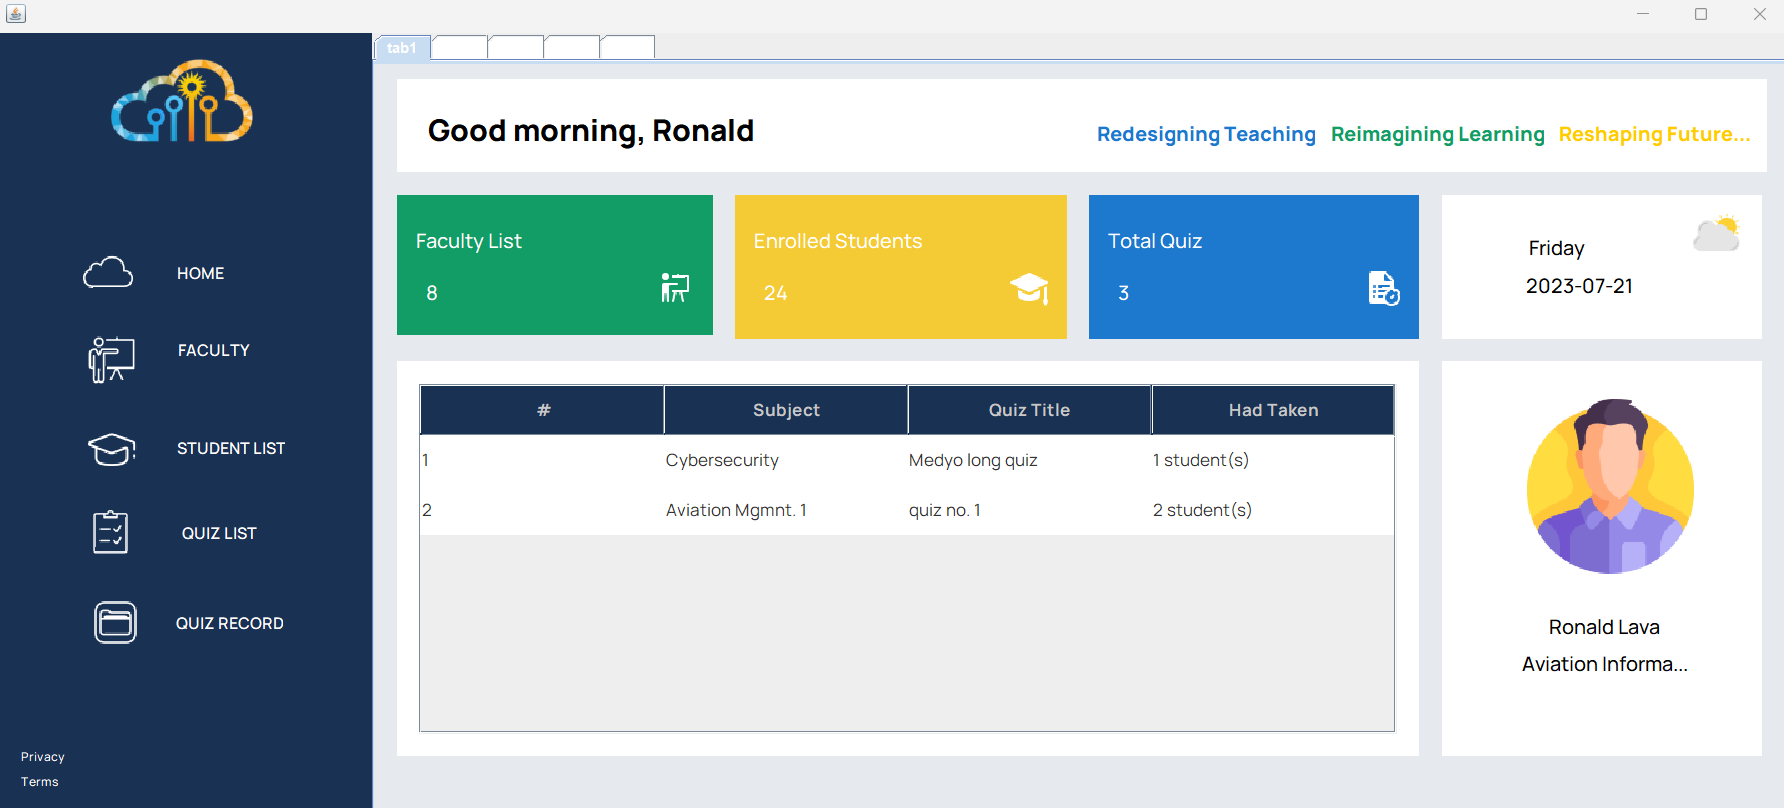 tab1
Good morning, Ronald
Redesigning Teaching Reimagining Learning Reshaping Future...
HOME
FACULTY
STUDENT LIST
QUIZ LIST
QUIZ RECORD
Privacy
Terms
Faculty List
8
Enrolled Students
24
Total Quiz
3
Friday
2023-07-21
# Subject Quiz Title Had Taken
1 Cybersecurity Medyo long quiz 1 student(s)
2 Aviation Mgmnt. 1 quiz no. 1 2 student(s)
Ronald Lava
Aviation Informa...